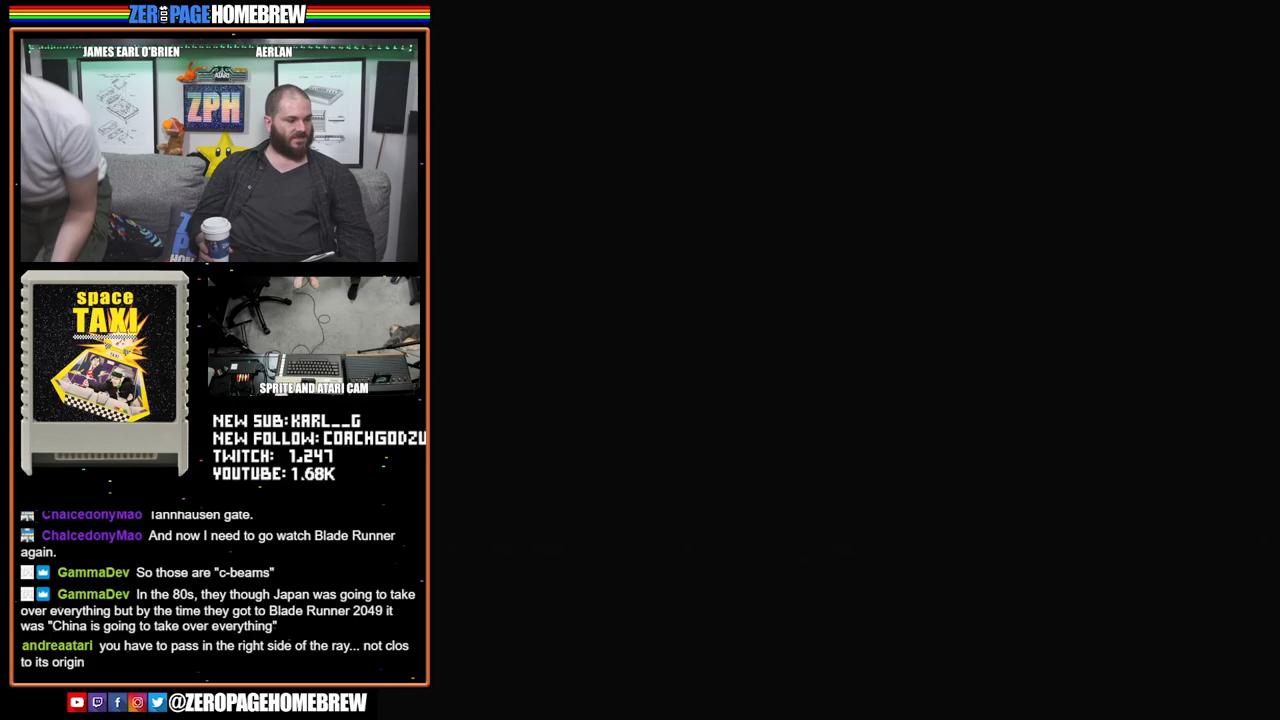 ZEROPAGEHOMEBREW
JAMES EARL O'BRIEN
AERLAN
ATARI
ZPH
space
TAXI
TAXI
SPRITE AND ATARI CAM
NEW SUB: KARL__G
NEW FOLLOW: COACHGODZU
TWITCH: 1,247
YOUTUBE: 1.68K
ChalcedonyMao Tannhausen gate.
ChalcedonyMao And now I need to go watch Blade Runner
again.
GammaDev So those are "c-beams"
GammaDev In the 80s, they though Japan was going to take
over everything but by the time they got to Blade Runner 2049 it
was "China is going to take over everything"
andreaatari you have to pass in the right side of the ray... not clos
to its origin
@ZEROPAGEHOMEBREW